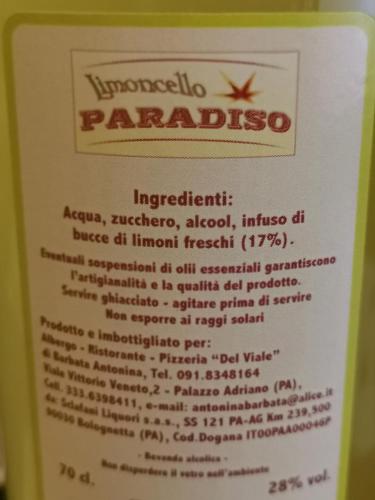 Limoncello
PARADISO
Ingredienti:
Acqua, zucchero, alcool, infuso di
bucce di limoni freschi (17%).
Eventuali sospensioni di olii essenziali garantiscono
l'artigianalità e la qualità del prodotto.
Servire ghiacciato - agitare prima di servire
Non esporre ai raggi solari
Prodotto e imbottigliato per:
Albergo - Ristorante - Pizzeria "Del Viale"
di Barbata Antonina, Tel. 091.8348164
Viale Vittorio Veneto,2 - Palazzo Adriano (PA),
Cell. 333.6398411, e-mail: antoninabarbata@alice.it
da: Sclafani Liquori s.a.s., SS 121 PA-AG Km 239,500
90030 Bolognetta (PA), Cod.Dogana IT00PAA00046P
- Bevanda alcolica -
Non disperdere il vetro nell'ambiente
70 cl.
28% vol.